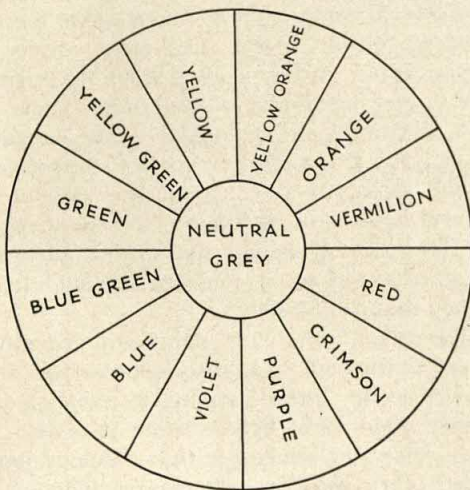 YELLOW
YELLOW ORANGE
ORANGE
VERMILION
RED
CRIMSON
PURPLE
VIOLET
BLUE
BLUE GREEN
GREEN
YELLOW GREEN
NEUTRAL
GREY